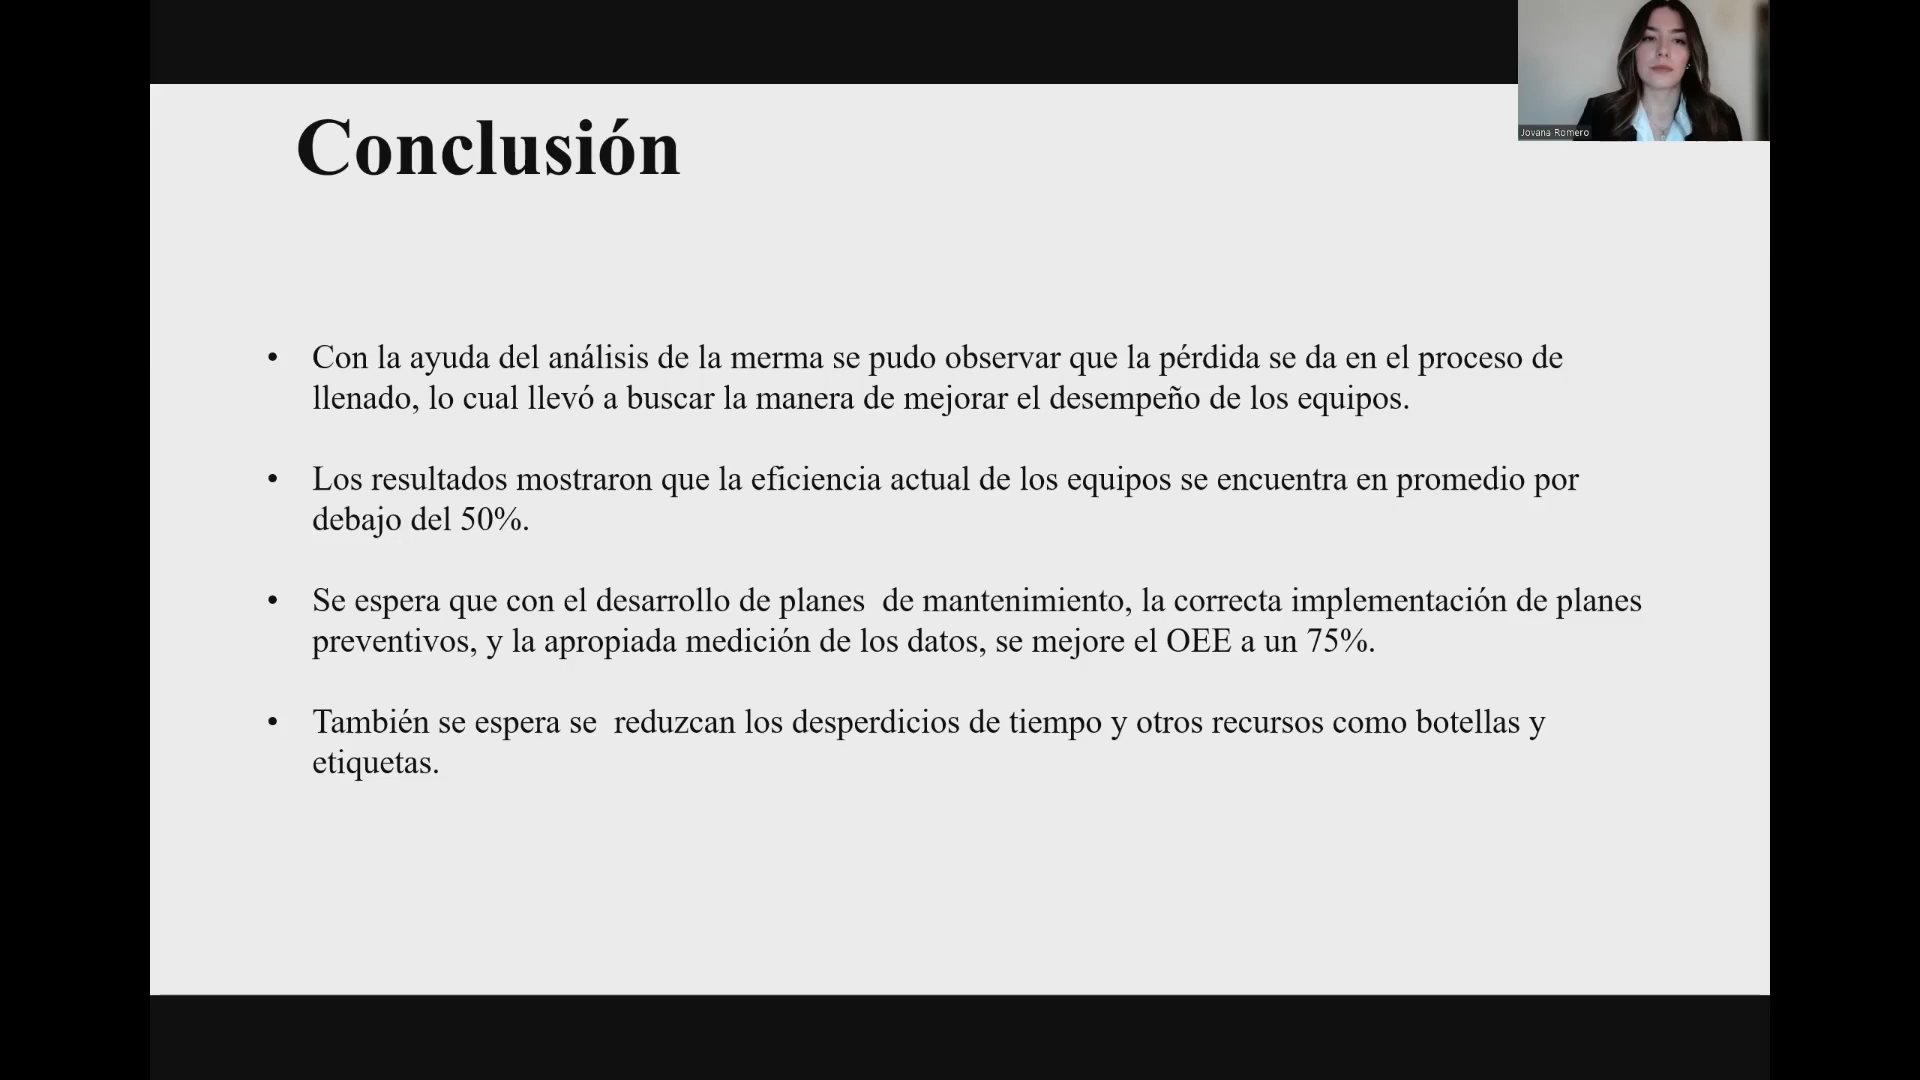 Jovana Romero
Conclusión
• Con la ayuda del análisis de la merma se pudo observar que la pérdida se da en el proceso de
llenado, lo cual llevó a buscar la manera de mejorar el desempeño de los equipos.
• Los resultados mostraron que la eficiencia actual de los equipos se encuentra en promedio por
debajo del 50%.
• Se espera que con el desarrollo de planes  de mantenimiento, la correcta implementación de planes
preventivos, y la apropiada medición de los datos, se mejore el OEE a un 75%.
• También se espera se  reduzcan los desperdicios de tiempo y otros recursos como botellas y
etiquetas.